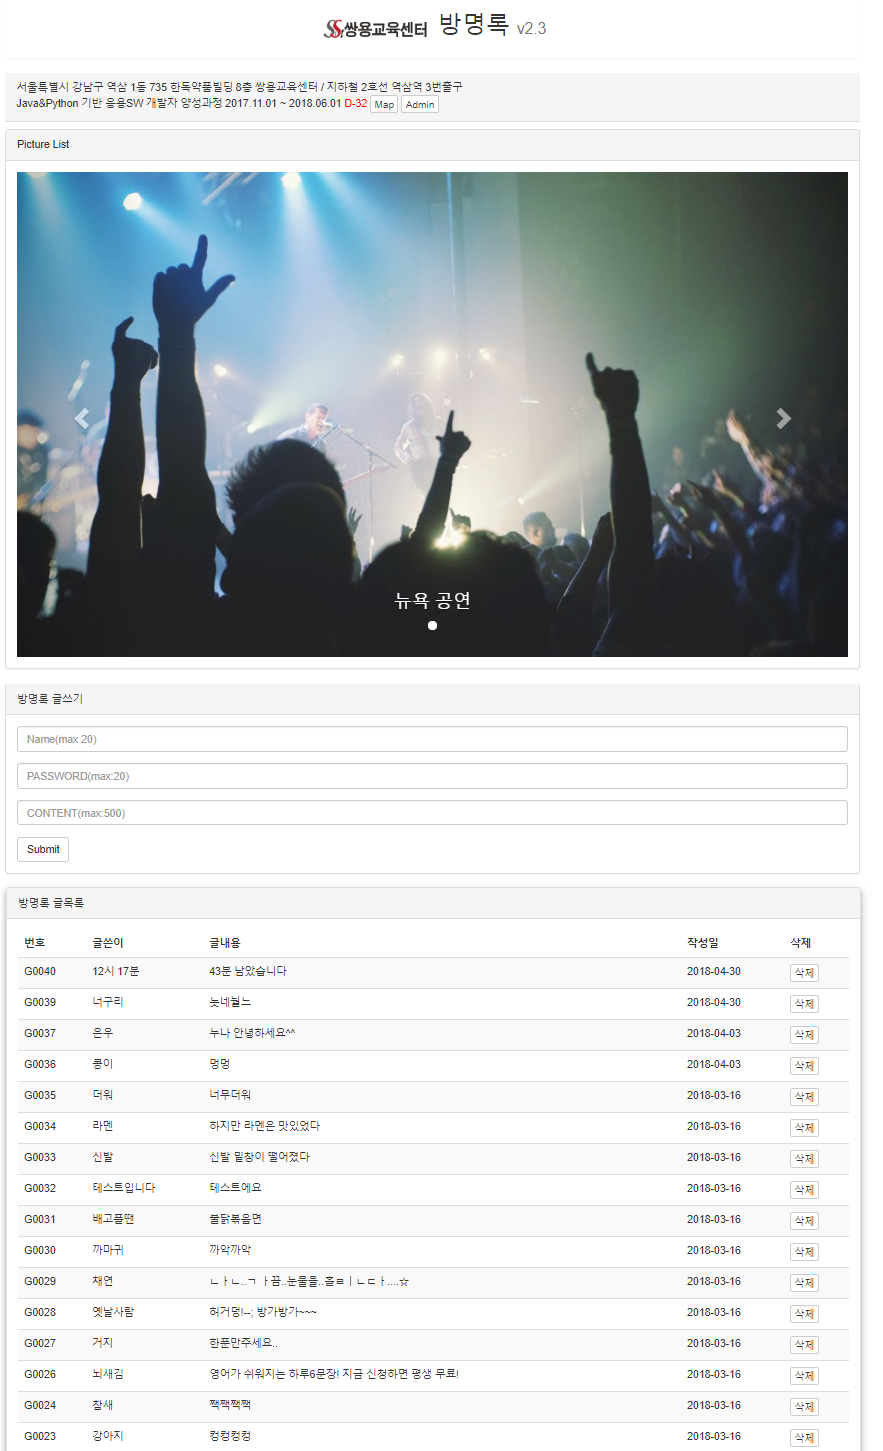 쌍용교육센터 방명록 v2.3
서울특별시 강남구 역삼 1동 735 한독약품빌딩 8층 쌍용교육센터 / 지하철 2호선 역삼역 3번출구
Java&Python 기반 응용SW 개발자 양성과정 2017.11.01 ~ 2018.06.01 D-32 Map Admin
Picture List
뉴욕 공연
방명록 글쓰기
Name(max 20)
PASSWORD(max:20)
CONTENT(max:500)
Submit
방명록 글목록
번호 글쓴이 글내용 작성일 삭제
G0040 12시 17분 43분 남았습니다 2018-04-30 삭제
G0039 너구리 2018-04-30 삭제
G0037 은우 누나 안녕하세요^^ 2018-04-03 삭제
G0036 콩이 멍멍 2018-04-03 삭제
G0035 더워 너무더워 2018-03-16 삭제
G0034 라멘 하지만 라멘은 맛있었다 2018-03-16 삭제
G0033 신발 신발 밑창이 떨어졌다 2018-03-16 삭제
G0032 테스트입니다 테스트에요 2018-03-16 삭제
G0031 배고플땐 불닭볶음면 2018-03-16 삭제
G0030 까마귀 까악까악 2018-03-16 삭제
G0029 채연 ㄴㅏㄴ..ㄱ ㅏ끔..눈물을..흘ㄹㅣㄴㄷㅏ....☆ 2018-03-16 삭제
G0028 옛날사람 허거덩!--; 방가방가~~~ 2018-03-16 삭제
G0027 거지 한푼만주세요.. 2018-03-16 삭제
G0026 뇌새김 영어가 쉬워지는 하루6문장! 지금 신청하면 평생 무료! 2018-03-16 삭제
G0024 참새 짹짹짹짹 2018-03-16 삭제
G0023 강아지 컹컹컹컹 2018-03-16 삭제